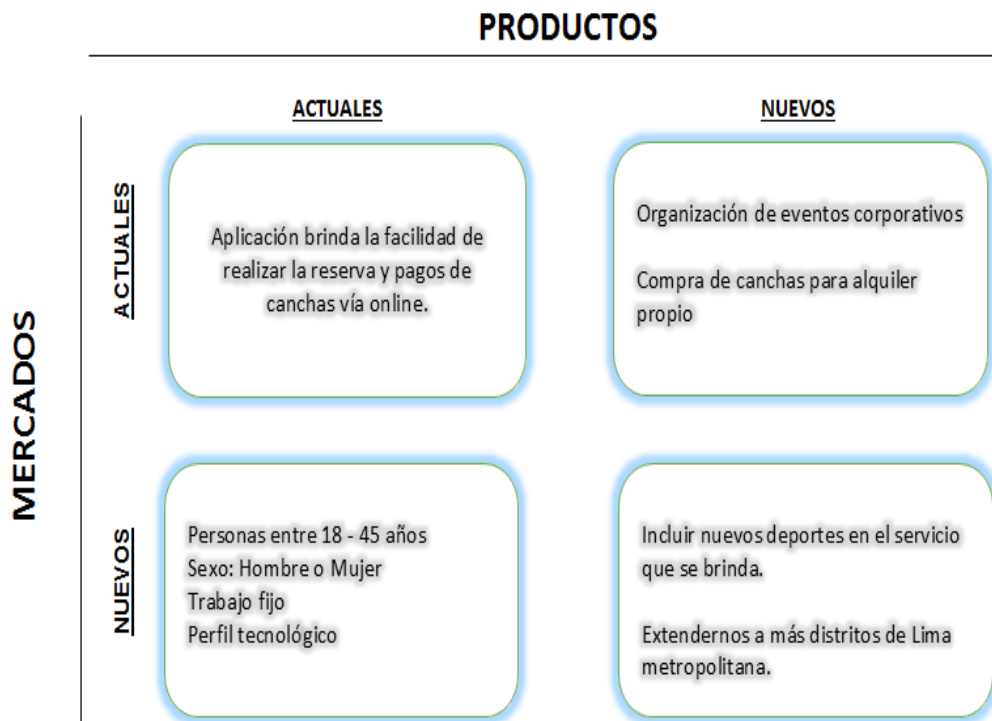 PRODUCTOS
ACTUALES
NUEVOS
MERCADOS
ACTUALES
Aplicación brinda la facilidad de
realizar la reserva y pagos de
canchas vía online.
Organización de eventos corporativos
Compra de canchas para alquiler
propio
NUEVOS
Personas entre 18 - 45 años
Sexo: Hombre o Mujer
Trabajo fijo
Perfil tecnológico
Incluir nuevos deportes en el servicio
que se brinda.
Extendernos a más distritos de Lima
metropolitana.